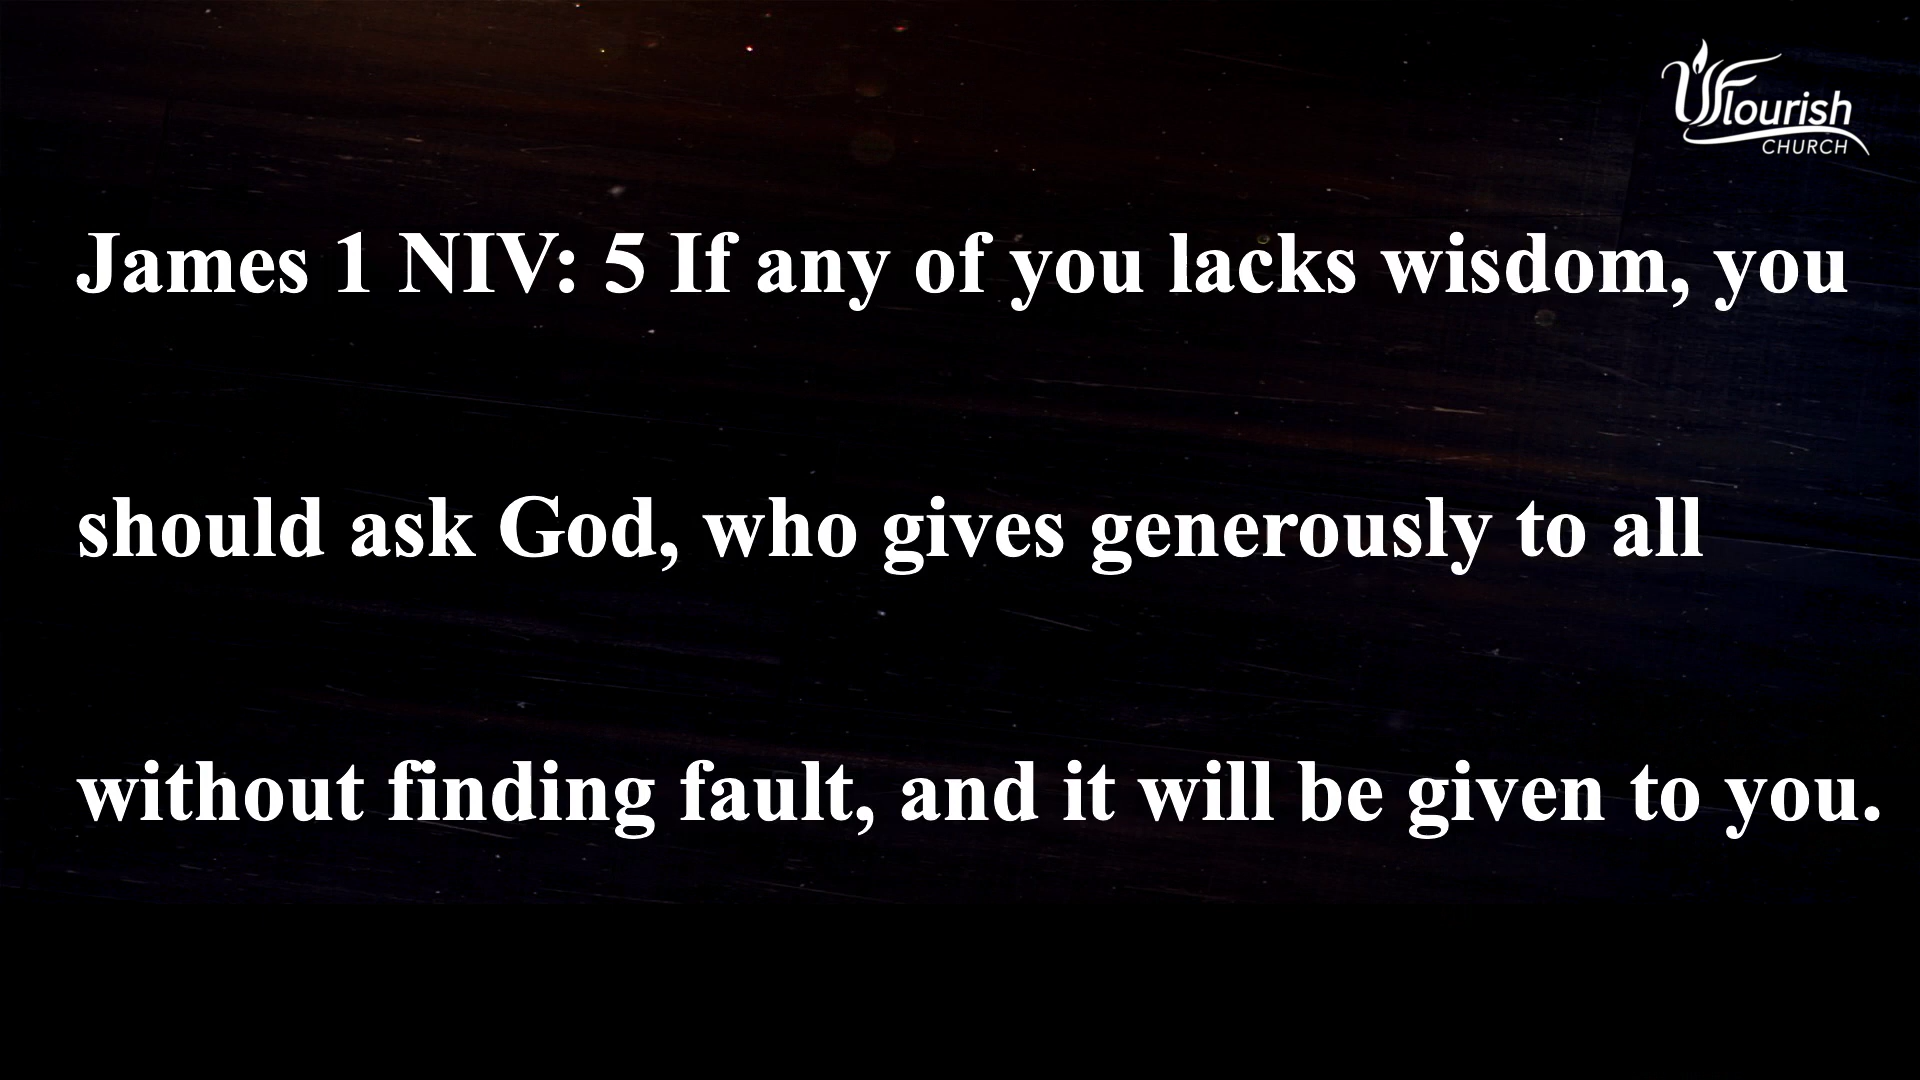 Flourish
CHURCH
James 1 NIV: 5 If any of you lacks wisdom, you
should ask God, who gives generously to all
without finding fault, and it will be given to you.